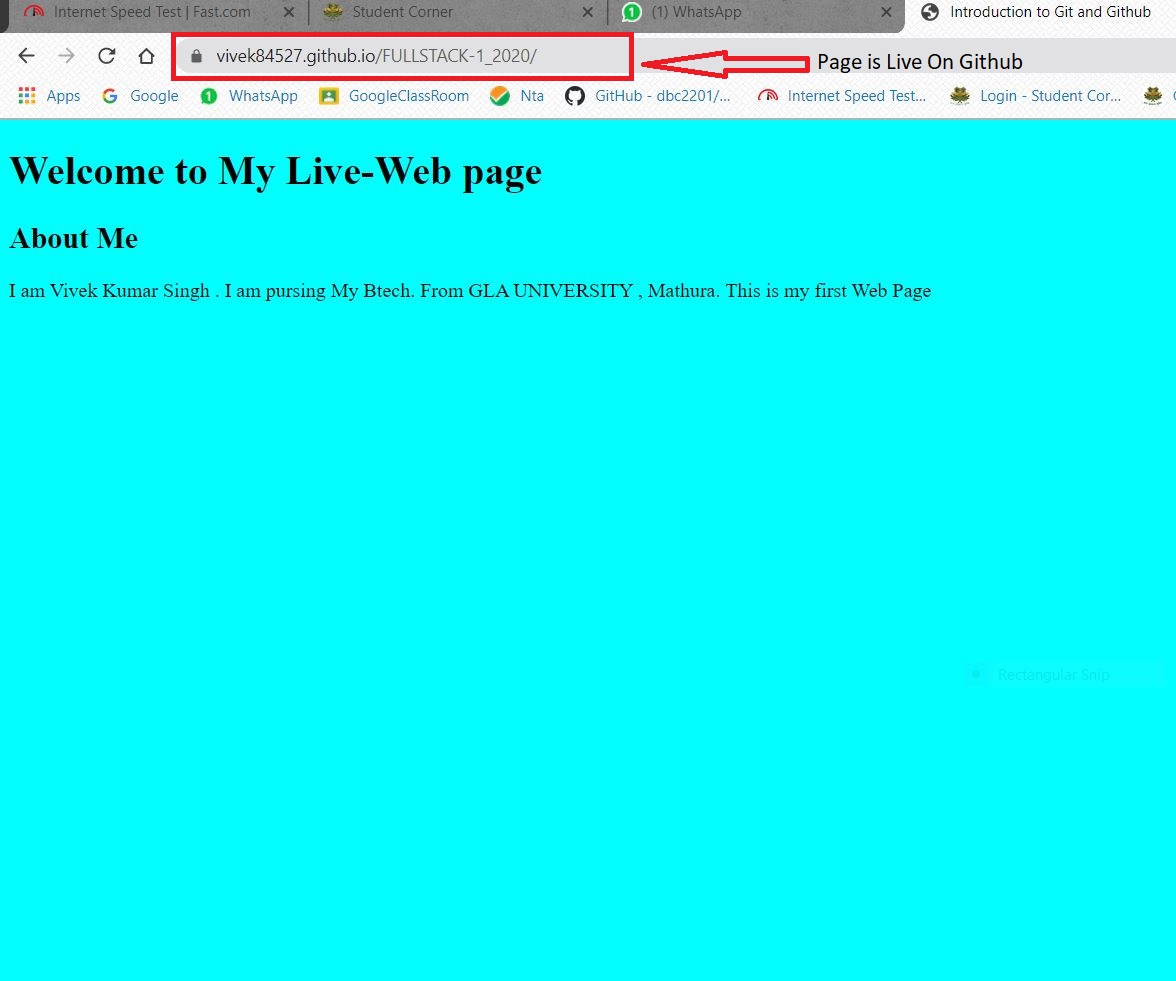 Internet Speed Test | Fast.com
Student Corner
(1) WhatsApp
Introduction to Git and Github
vivek84527.github.io/FULLSTACK-1_2020/
Page is Live On Github
Apps Google 1 WhatsApp GoogleClassRoom Nta GitHub - dbc2201/... Internet Speed Test... Login - Student Cor...
Welcome to My Live-Web page
About Me
I am Vivek Kumar Singh . I am pursing My Btech. From GLA UNIVERSITY , Mathura. This is my first Web Page
Rectangular Snip